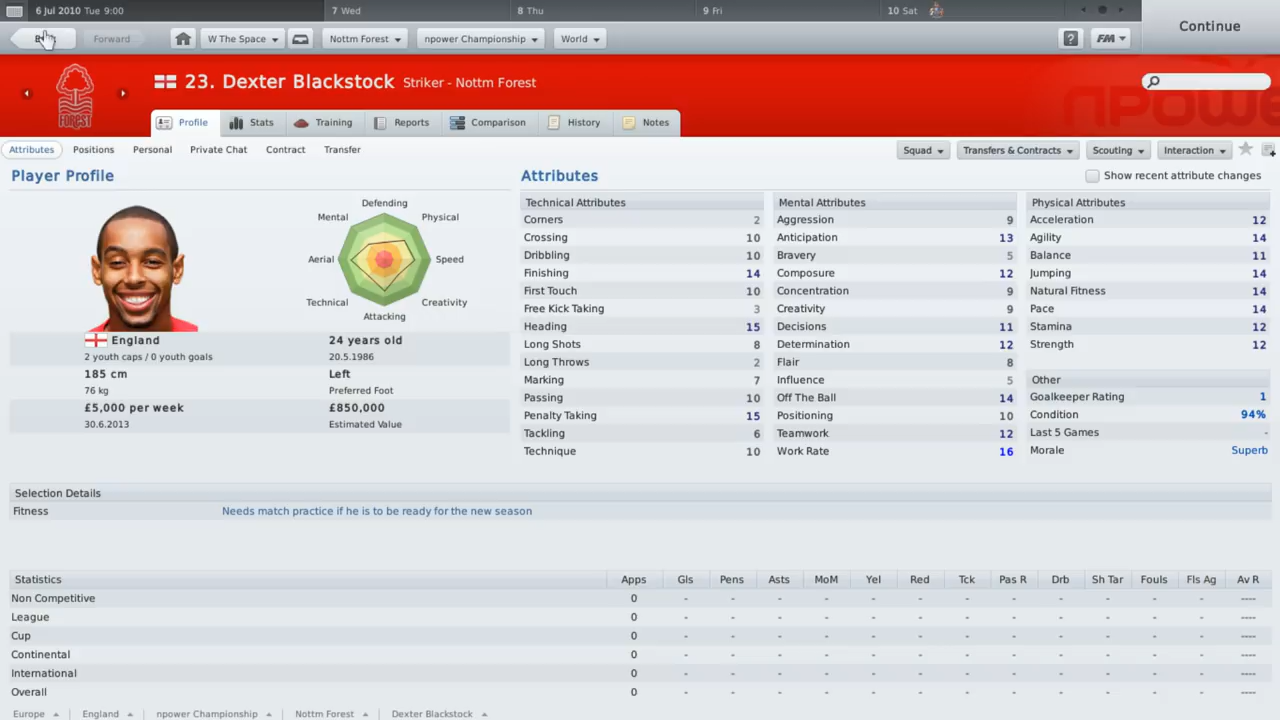 6 Jul 2010 Tue 9:00 7 Wed 8 Thu 9 Fri 10 Sat
Forward W The Space Nottm Forest npower Championship World ? FM Continue
23. Dexter Blackstock Striker - Nottm Forest
FOREST
Profile Stats Training Reports Comparison History Notes
Attributes Positions Personal Private Chat Contract Transfer Squad Transfers & Contracts Scouting Interaction
Player Profile Attributes Show recent attribute changes
Defending
Mental Physical
Aerial Speed
Technical Creativity
Attacking
England 24 years old
2 youth caps / 0 youth goals 20.5.1986
185 cm Left
76 kg Preferred Foot
£5,000 per week £850,000
30.6.2013 Estimated Value
Technical Attributes
Corners 2
Crossing 10
Dribbling 10
Finishing 14
First Touch 10
Free Kick Taking 3
Heading 15
Long Shots 8
Long Throws 2
Marking 7
Passing 10
Penalty Taking 15
Tackling 6
Technique 10
Mental Attributes
Aggression 9
Anticipation 13
Bravery 5
Composure 12
Concentration 9
Creativity 9
Decisions 11
Determination 12
Flair 8
Influence 5
Off The Ball 14
Positioning 10
Teamwork 12
Work Rate 16
Physical Attributes
Acceleration 12
Agility 14
Balance 11
Jumping 14
Natural Fitness 14
Pace 14
Stamina 12
Strength 12
Other
Goalkeeper Rating 1
Condition 94%
Last 5 Games -
Morale Superb
Selection Details
Fitness Needs match practice if he is to be ready for the new season
Statistics Apps Gls Pens Asts MoM Yel Red Tck Pas R Drb Sh Tar Fouls Fls Ag Av R
Non Competitive 0 - - - - - - - - - - - - ----
League 0 - - - - - - - - - - - - ----
Cup 0 - - - - - - - - - - - - ----
Continental 0 - - - - - - - - - - - - ----
International 0 - - - - - - - - - - - - ----
Overall 0 - - - - - - - - - - - - ----
Europe England npower Championship Nottm Forest Dexter Blackstock